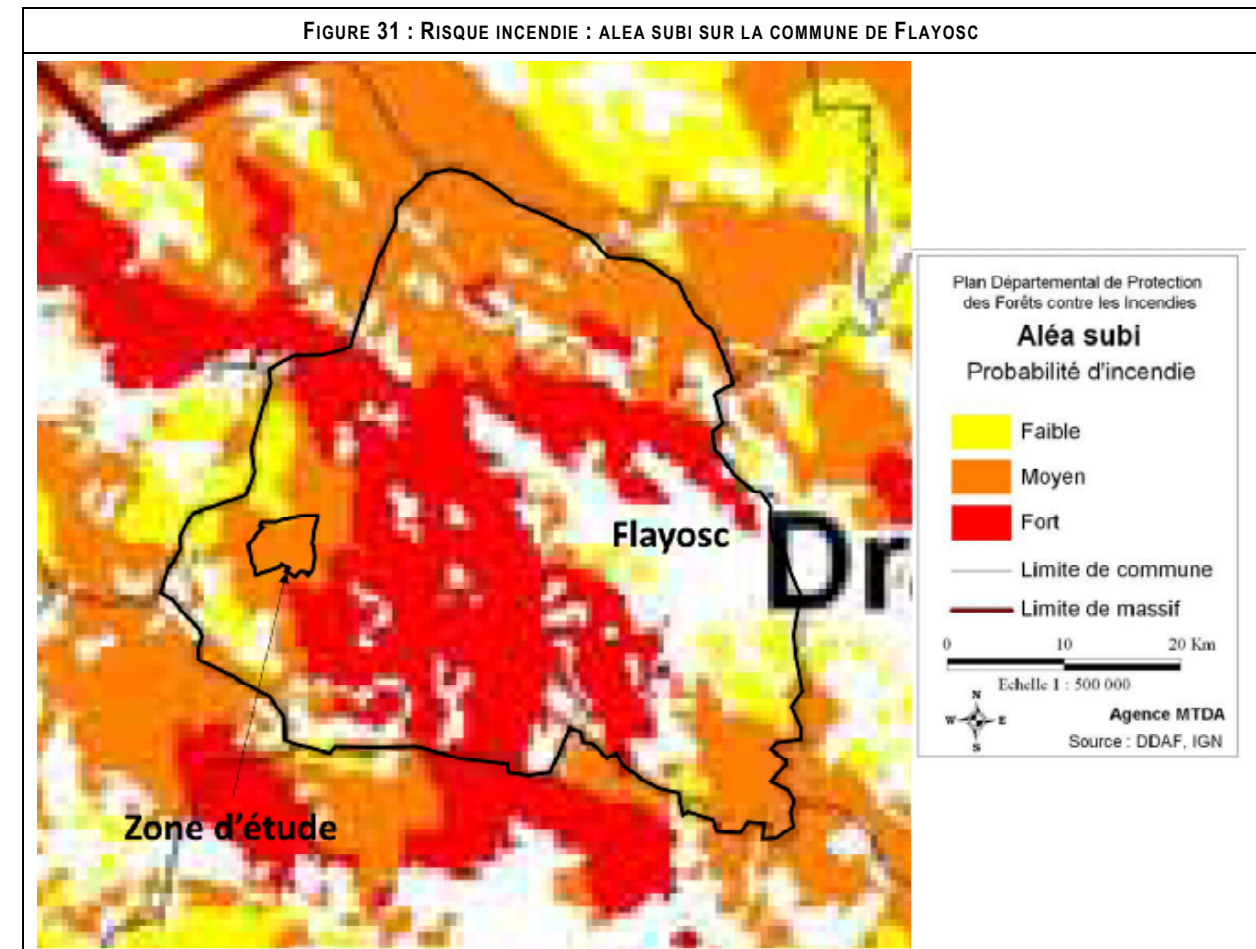 FIGURE 31 : RISQUE INCENDIE : ALEA SUBI SUR LA COMMUNE DE FLAYOSC
Flayosc
Dr
Zone d'étude
Plan Départemental de Protection
des Forêts contre les Incendies
Aléa subi
Probabilité d'incendie
Faible
Moyen
Fort
Limite de commune
Limite de massif
0 10 20 Km
Echelle 1 : 500 000
N
W E
S
Agence MTDA
Source : DDAF, IGN